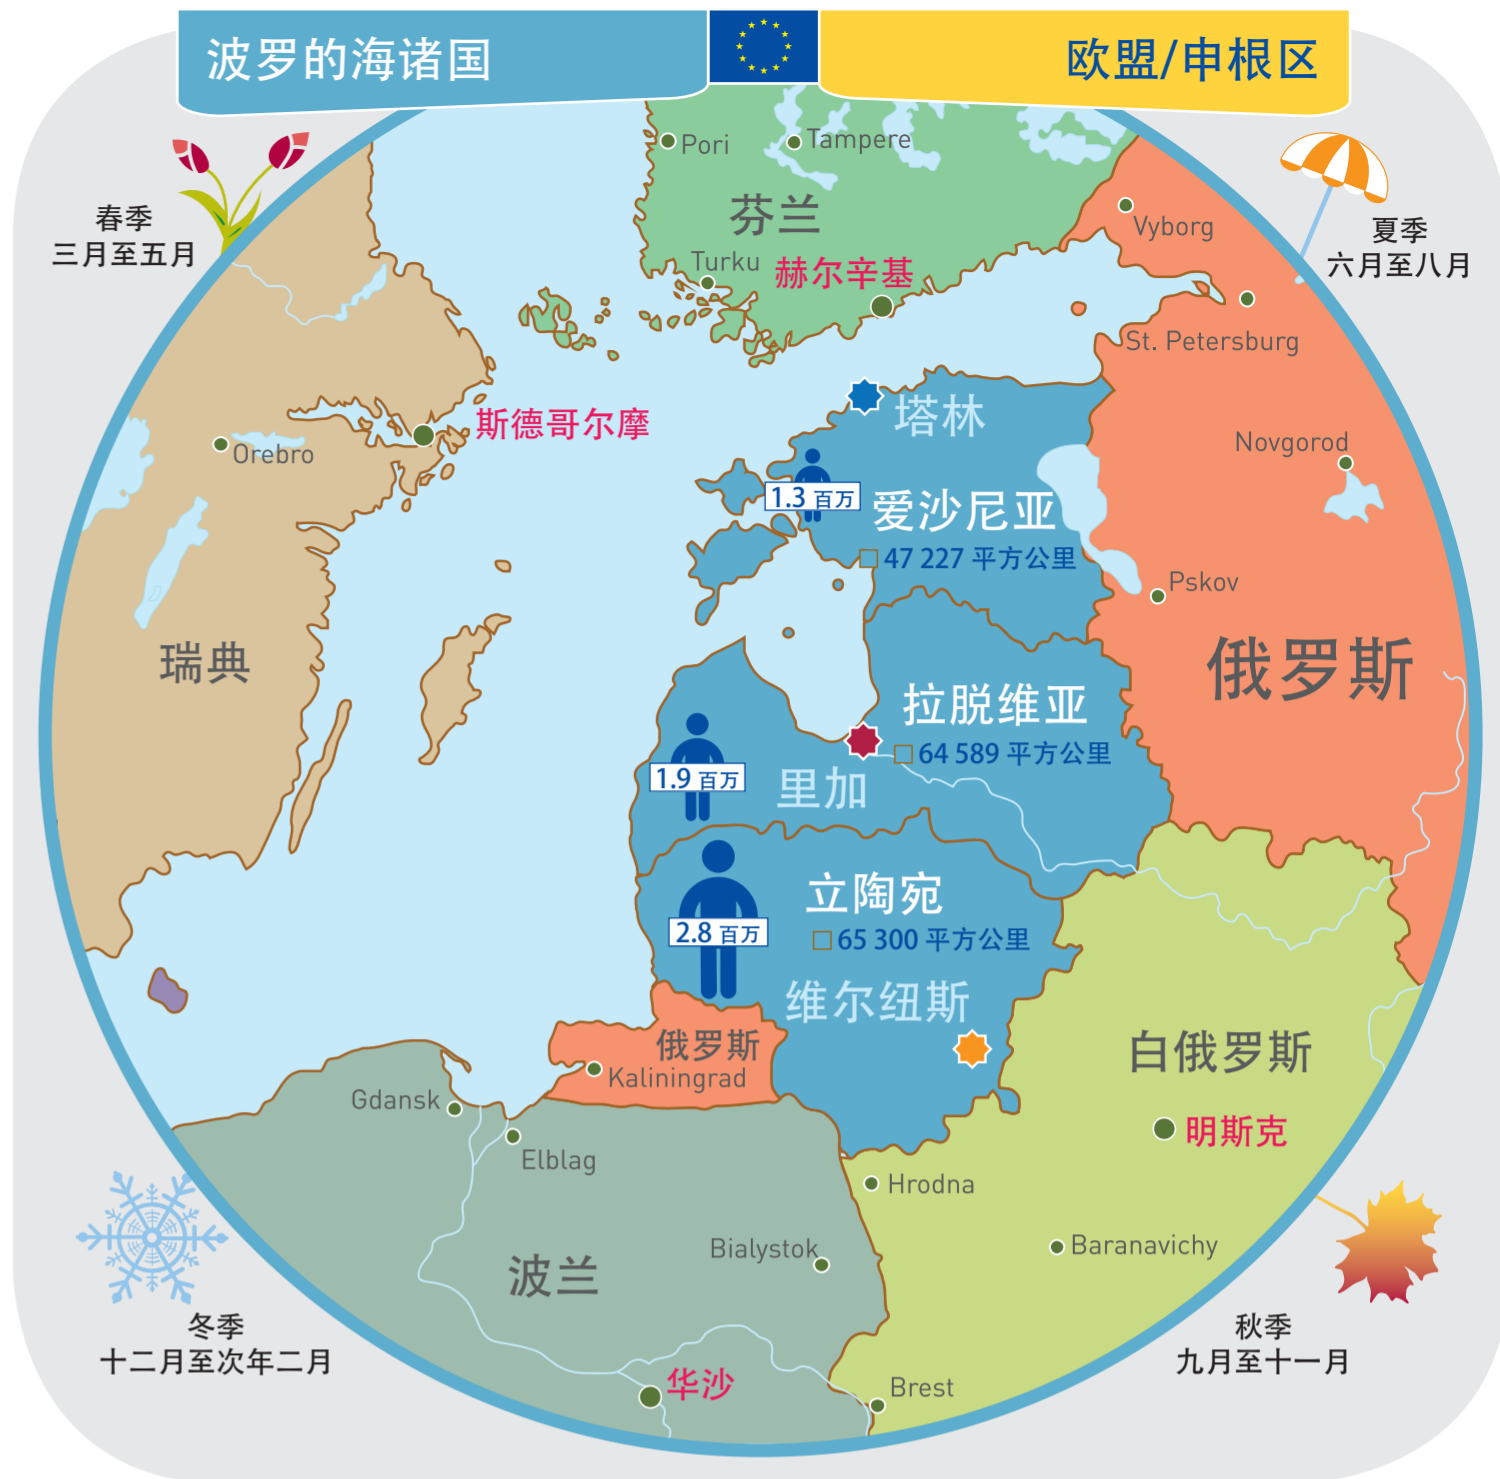 波罗的海诸国
欧盟/申根区
Pori
Tampere
春季
三月至五月
芬兰
Vyborg
夏季
六月至八月
Turku
赫尔辛基
St. Petersburg
塔林
斯德哥尔摩
Orebro
Novgorod
1.3 百万
爱沙尼亚
47 227 平方公里
Pskov
瑞典
俄罗斯
拉脱维亚
64 589 平方公里
1.9 百万
里加
立陶宛
2.8 百万
65 300 平方公里
维尔纽斯
俄罗斯
Kaliningrad
白俄罗斯
Gdansk
明斯克
Elblag
Hrodna
Bialystok
Baranavichy
波兰
冬季
十二月至次年二月
秋季
九月至十一月
华沙
Brest